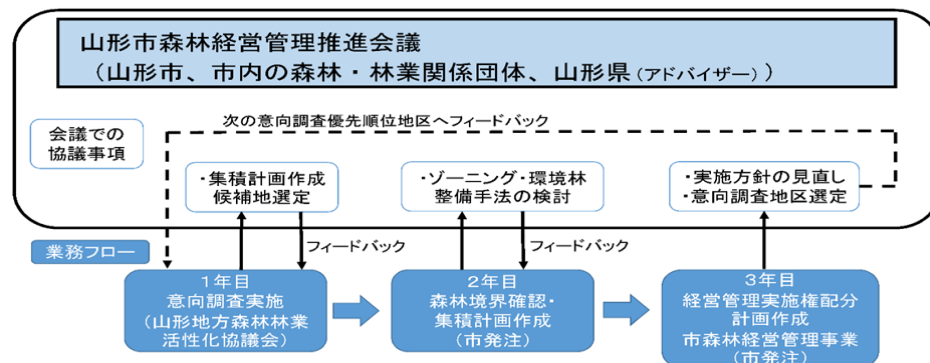 山形市森林経営管理推進会議
（山形市、市内の森林・林業関係団体、山形県（アドバイザー））
会議での
協議事項
次の意向調査優先順位地区へフィードバック
・集積計画作成
候補地選定
・ゾーニング・環境林
整備手法の検討
・実施方針の見直し
・意向調査地区選定
フィードバック
フィードバック
業務フロー
1年目
意向調査実施
（山形地方森林林業
活性化協議会）
2年目
森林境界確認・
集積計画作成
（市発注）
3年目
経営管理実施権配分
計画作成
市森林経営管理事業
（市発注）